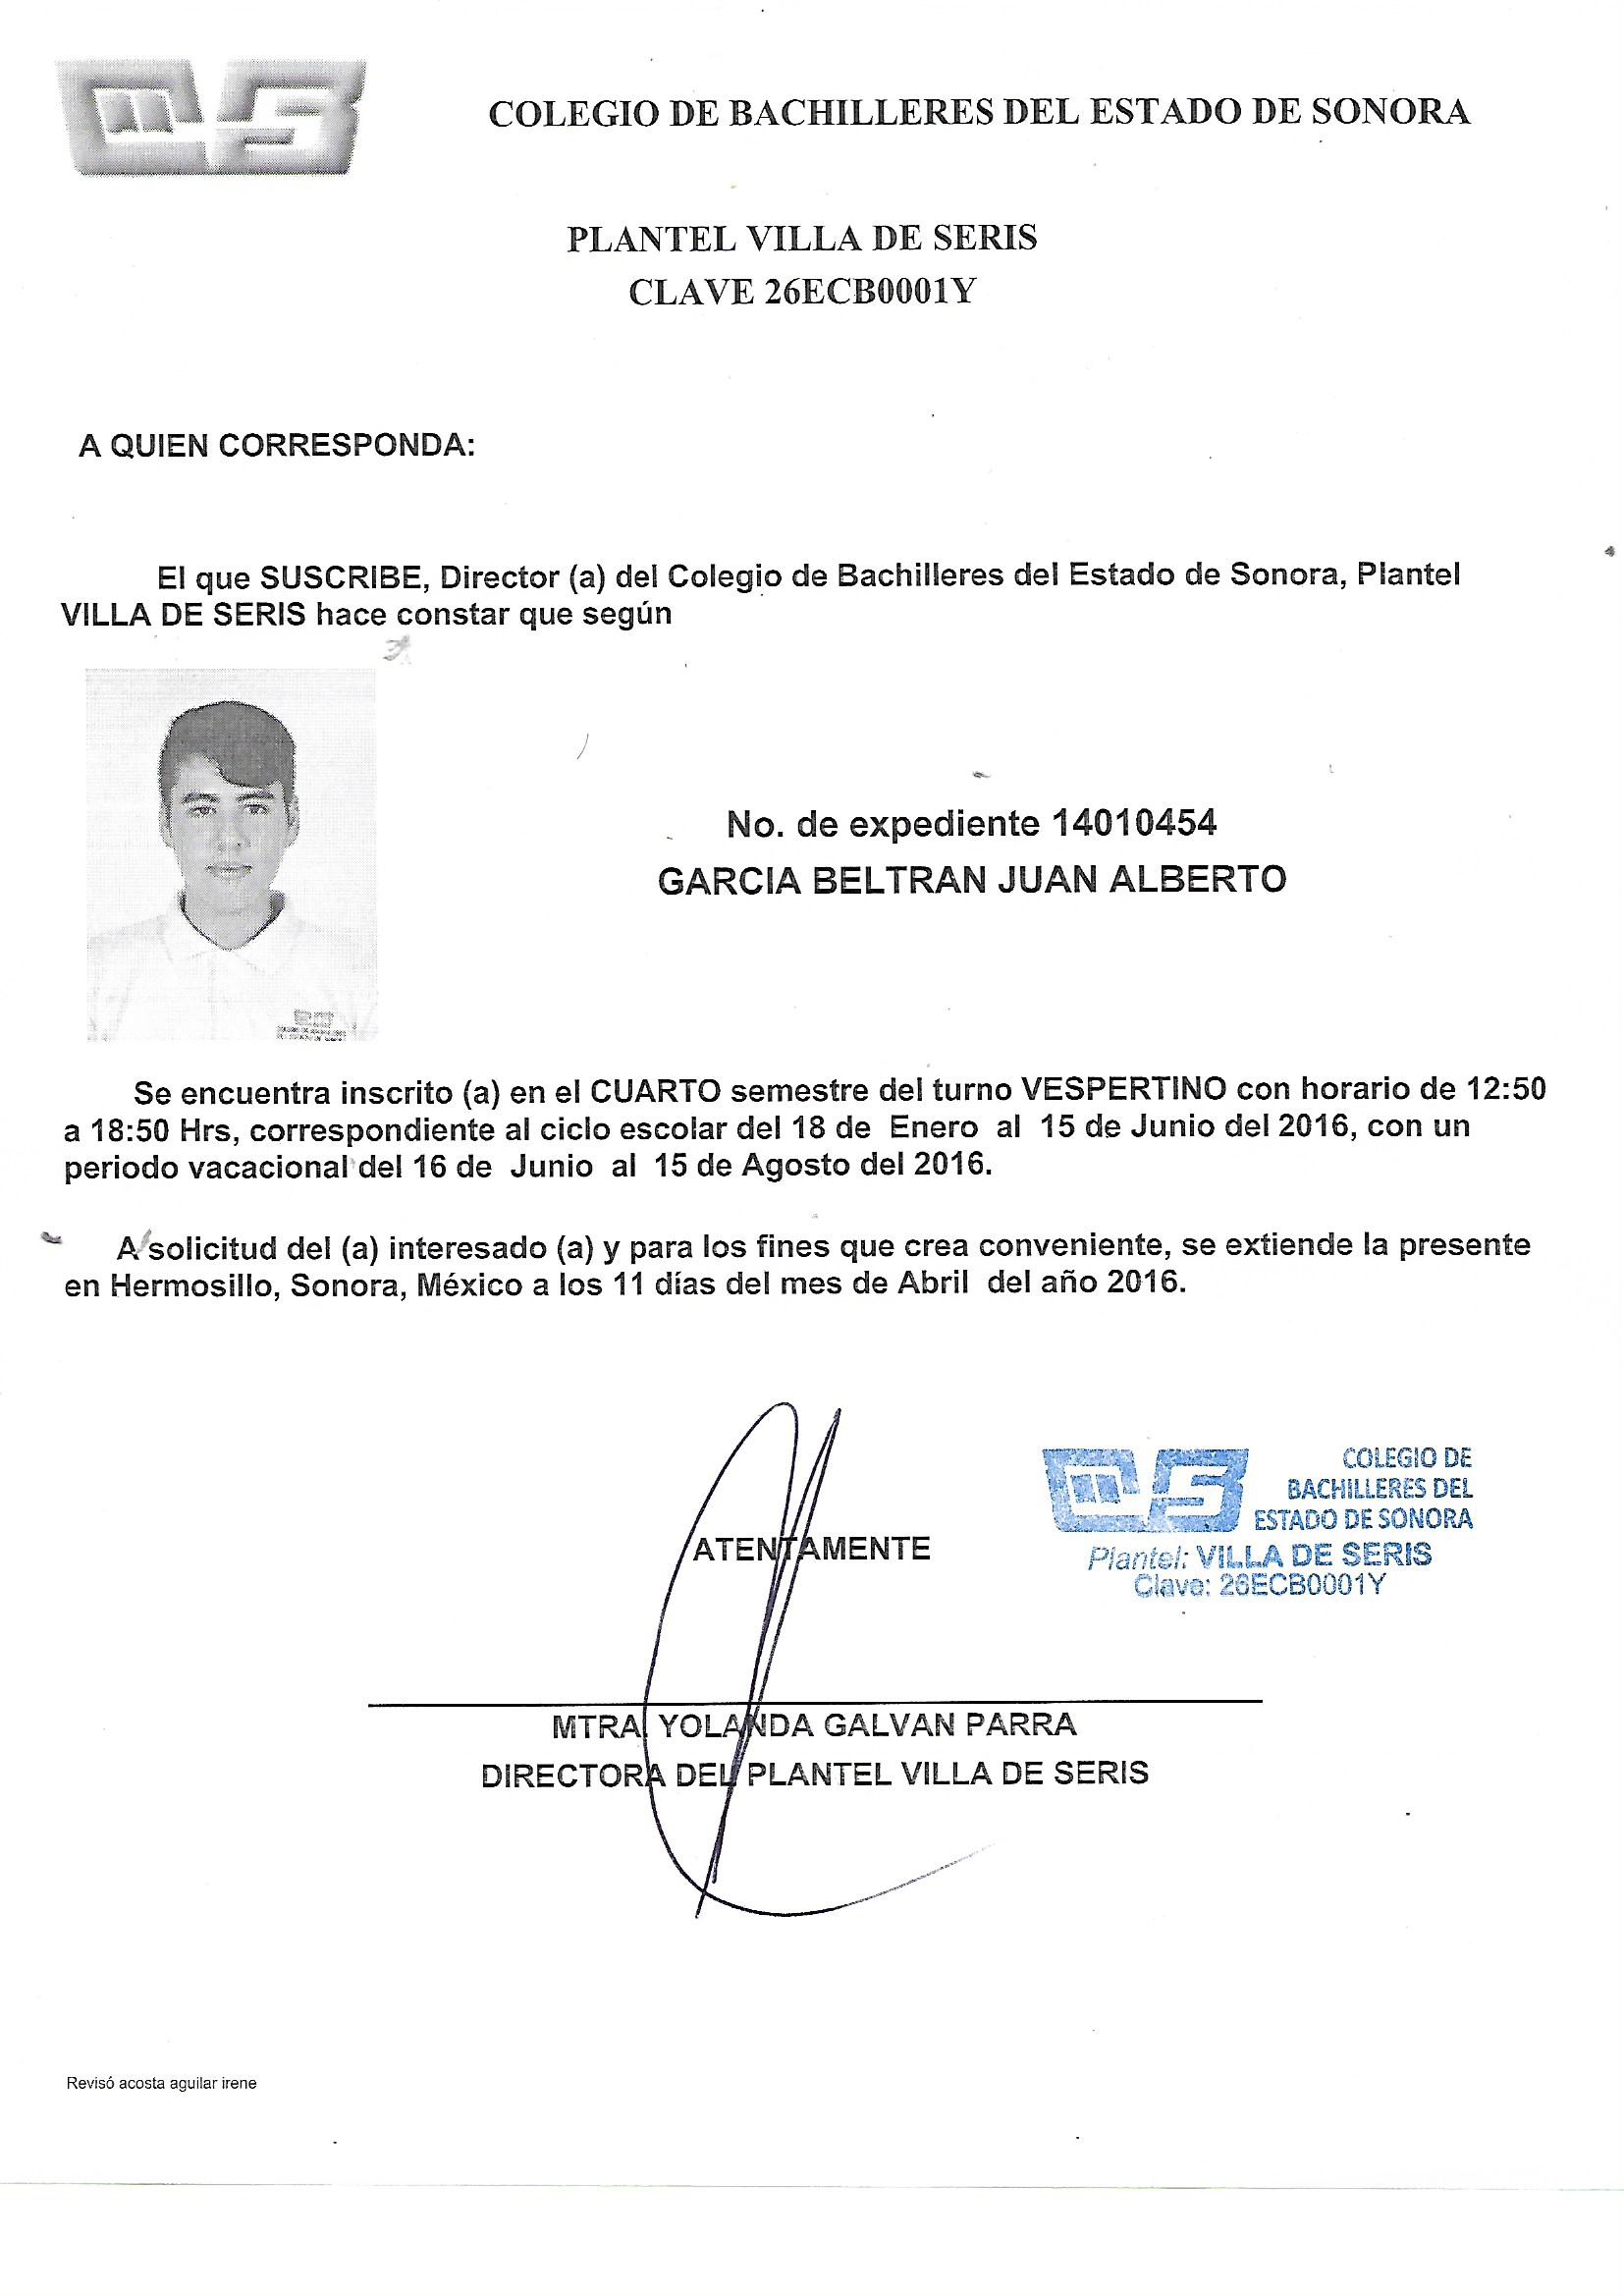 COLEGIO DE BACHILLERES DEL ESTADO DE SONORA
PLANTEL VILLA DE SERIS
CLAVE 26ECB0001Y
A QUIEN CORRESPONDA:
El que SUSCRIBE, Director (a) del Colegio de Bachilleres del Estado de Sonora, Plantel
VILLA DE SERIS hace constar que según
No. de expediente 14010454
GARCIA BELTRAN JUAN ALBERTO
Se encuentra inscrito (a) en el CUARTO semestre del turno VESPERTINO con horario de 12:50
a 18:50 Hrs, correspondiente al ciclo escolar del 18 de Enero al 15 de Junio del 2016, con un
periodo vacacional del 16 de Junio al 15 de Agosto del 2016.
A solicitud del (a) interesado (a) y para los fines que crea conveniente, se extiende la presente
en Hermosillo, Sonora, México a los 11 días del mes de Abril del año 2016.
COLEGIO DE
BACHILLERES DEL
ESTADO DE SONORA
Plantel: VILLA DE SERIS
Clave: 26ECB0001Y
ATENTAMENTE
MTRA. YOLANDA GALVAN PARRA
DIRECTORA DEL PLANTEL VILLA DE SERIS
Revisó acosta aguilar irene